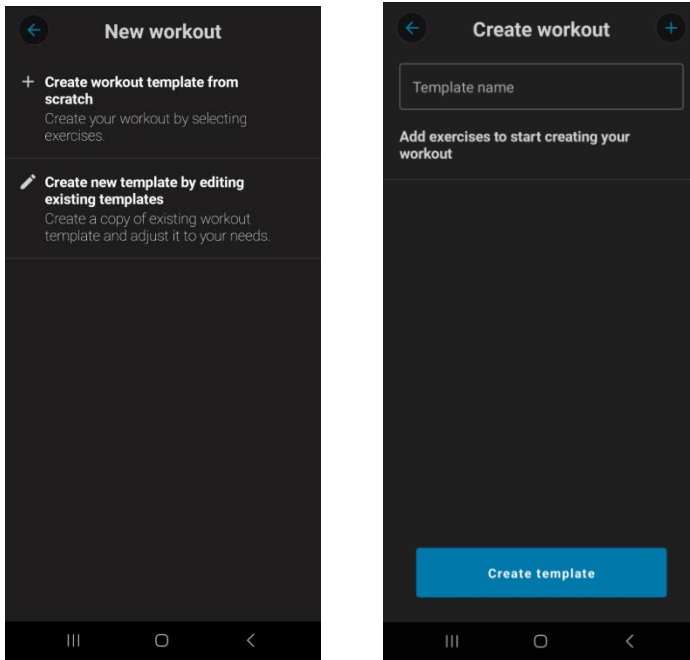 New workout
Create workout template from
scratch
Create your workout by selecting
exercises.
Create new template by editing
existing templates
Create a copy of existing workout
template and adjust it to your needs.
Create workout
Template name
Add exercises to start creating your
workout
Create template